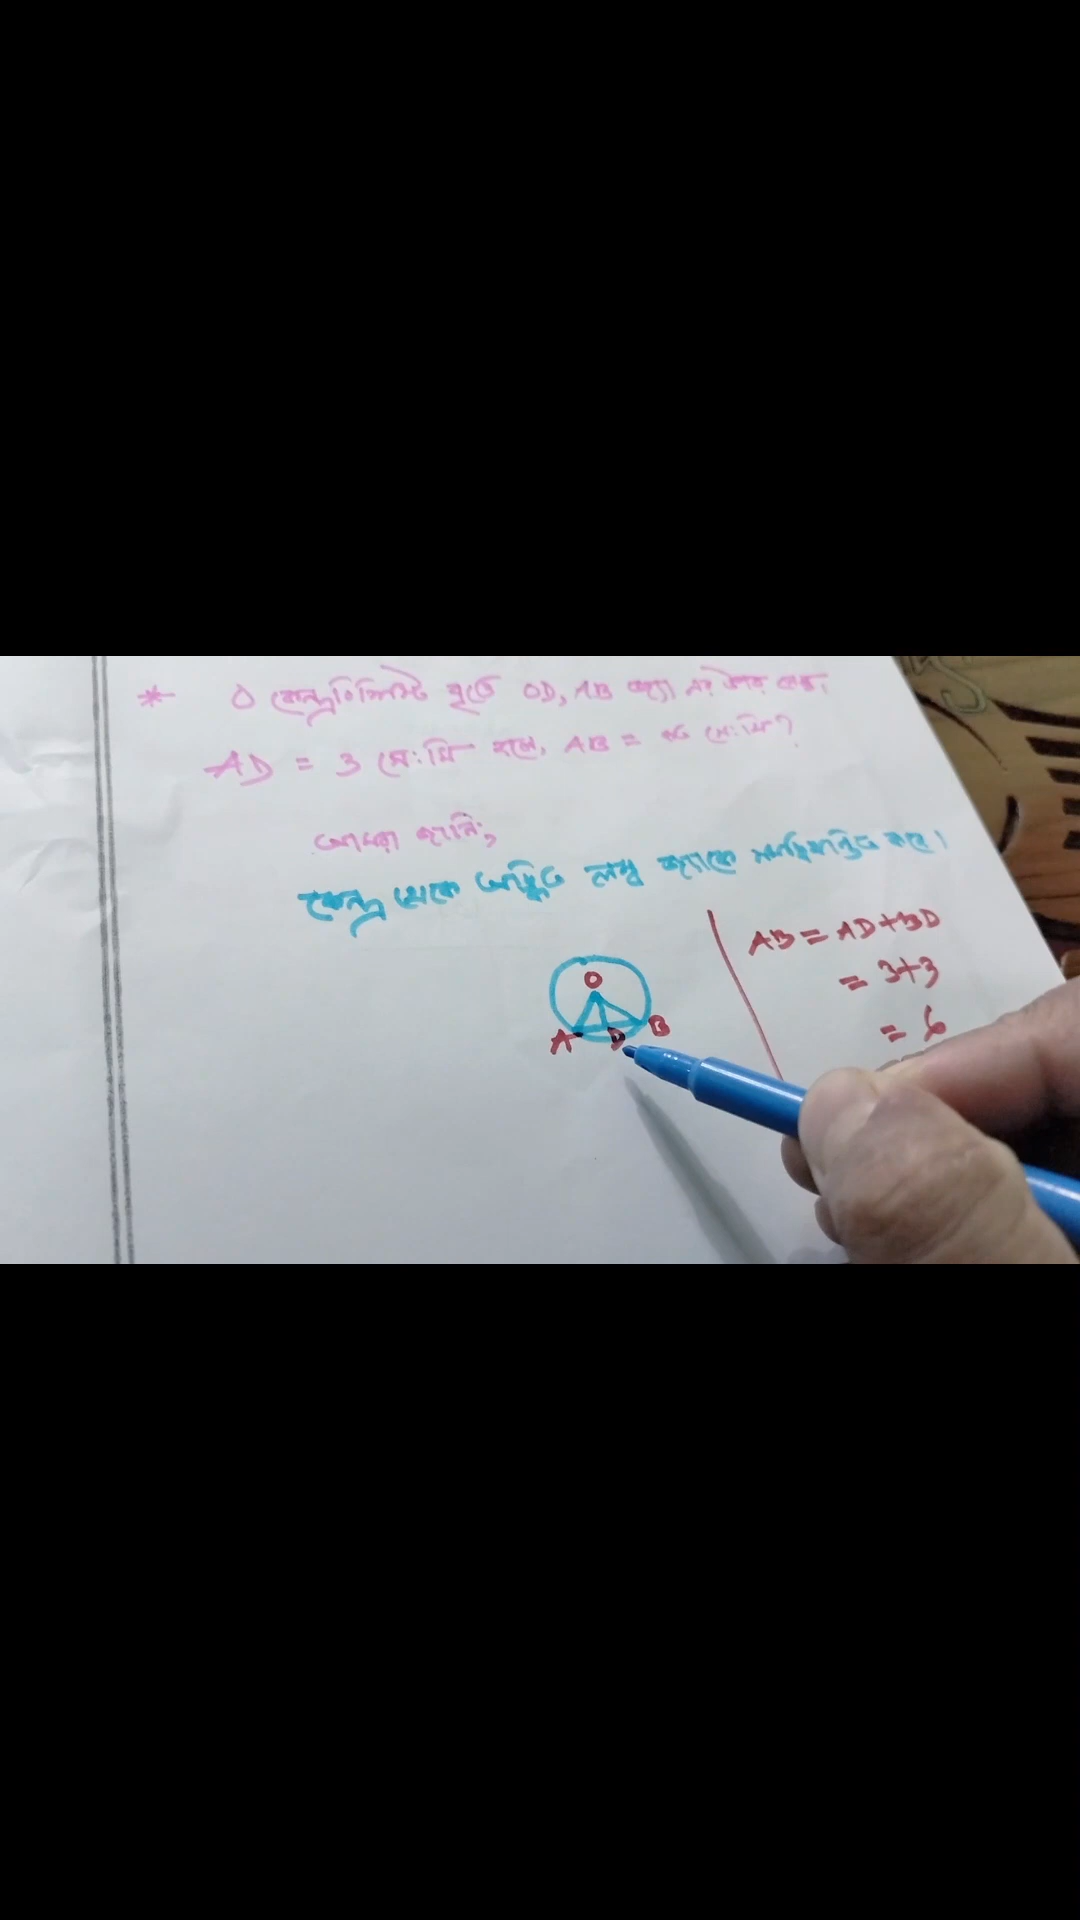 * O কেন্দ্রবিশিষ্ট বৃত্তে OD, AB জ্যা এর উপর লম্ব।
AD = 3 সে:মি হলে, AB = কত সে:মি?
আমরা জানি,
কেন্দ্র থেকে অঙ্কিত লম্ব জ্যাকে সমদ্বিখন্ডিত করে।
AB = AD+BD
= 3+3
= 6
O
A D B